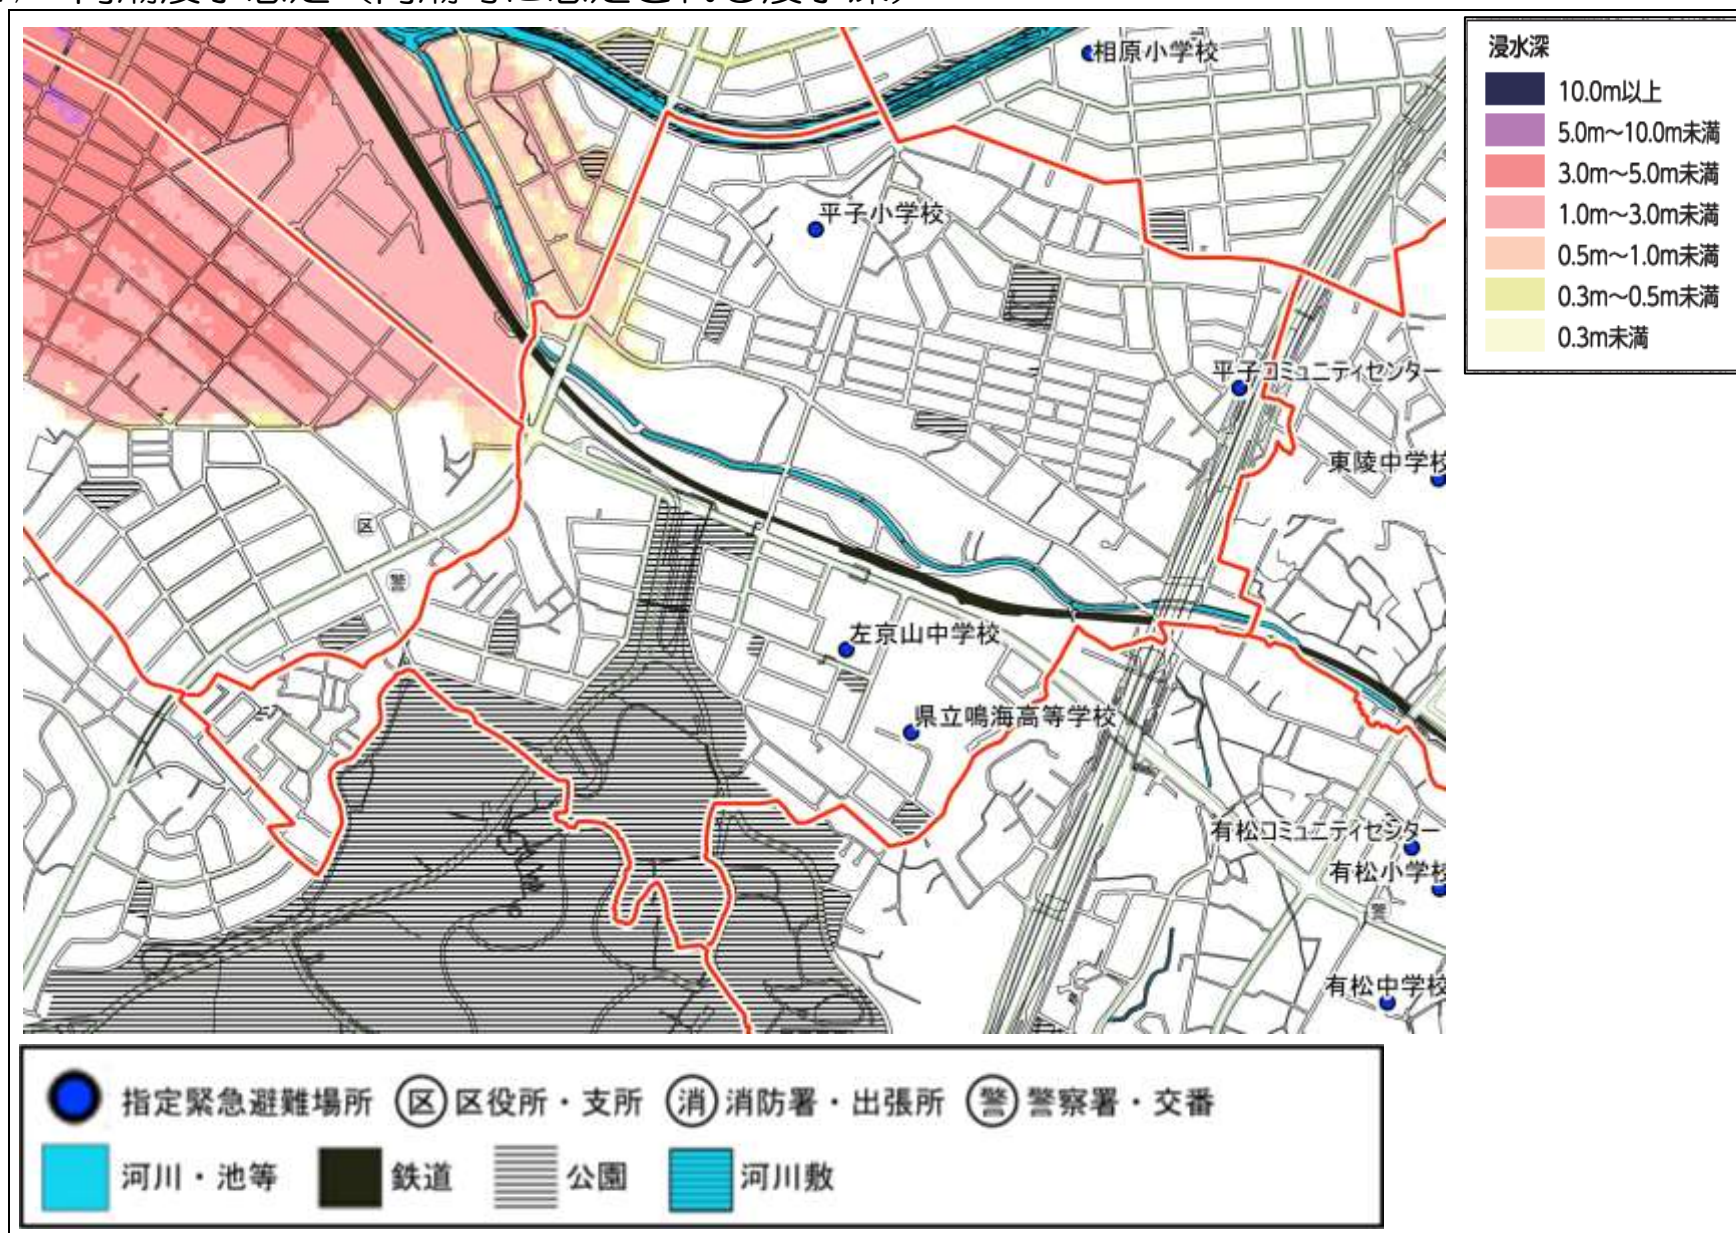 浸水深
10.0m以上
5.0m～10.0m未満
3.0m～5.0m未満
1.0m～3.0m未満
0.5m～1.0m未満
0.3m～0.5m未満
0.3m未満
相原小学校
平子小学校
平子コミュニティセンター
東陵中学校
区
警
左京山中学校
県立鳴海高等学校
有松コミュニティセンター
有松小学校
警
有松中学校
指定緊急避難場所 区 区役所・支所 消 消防署・出張所 警 警察署・交番
河川・池等 鉄道 公園 河川敷